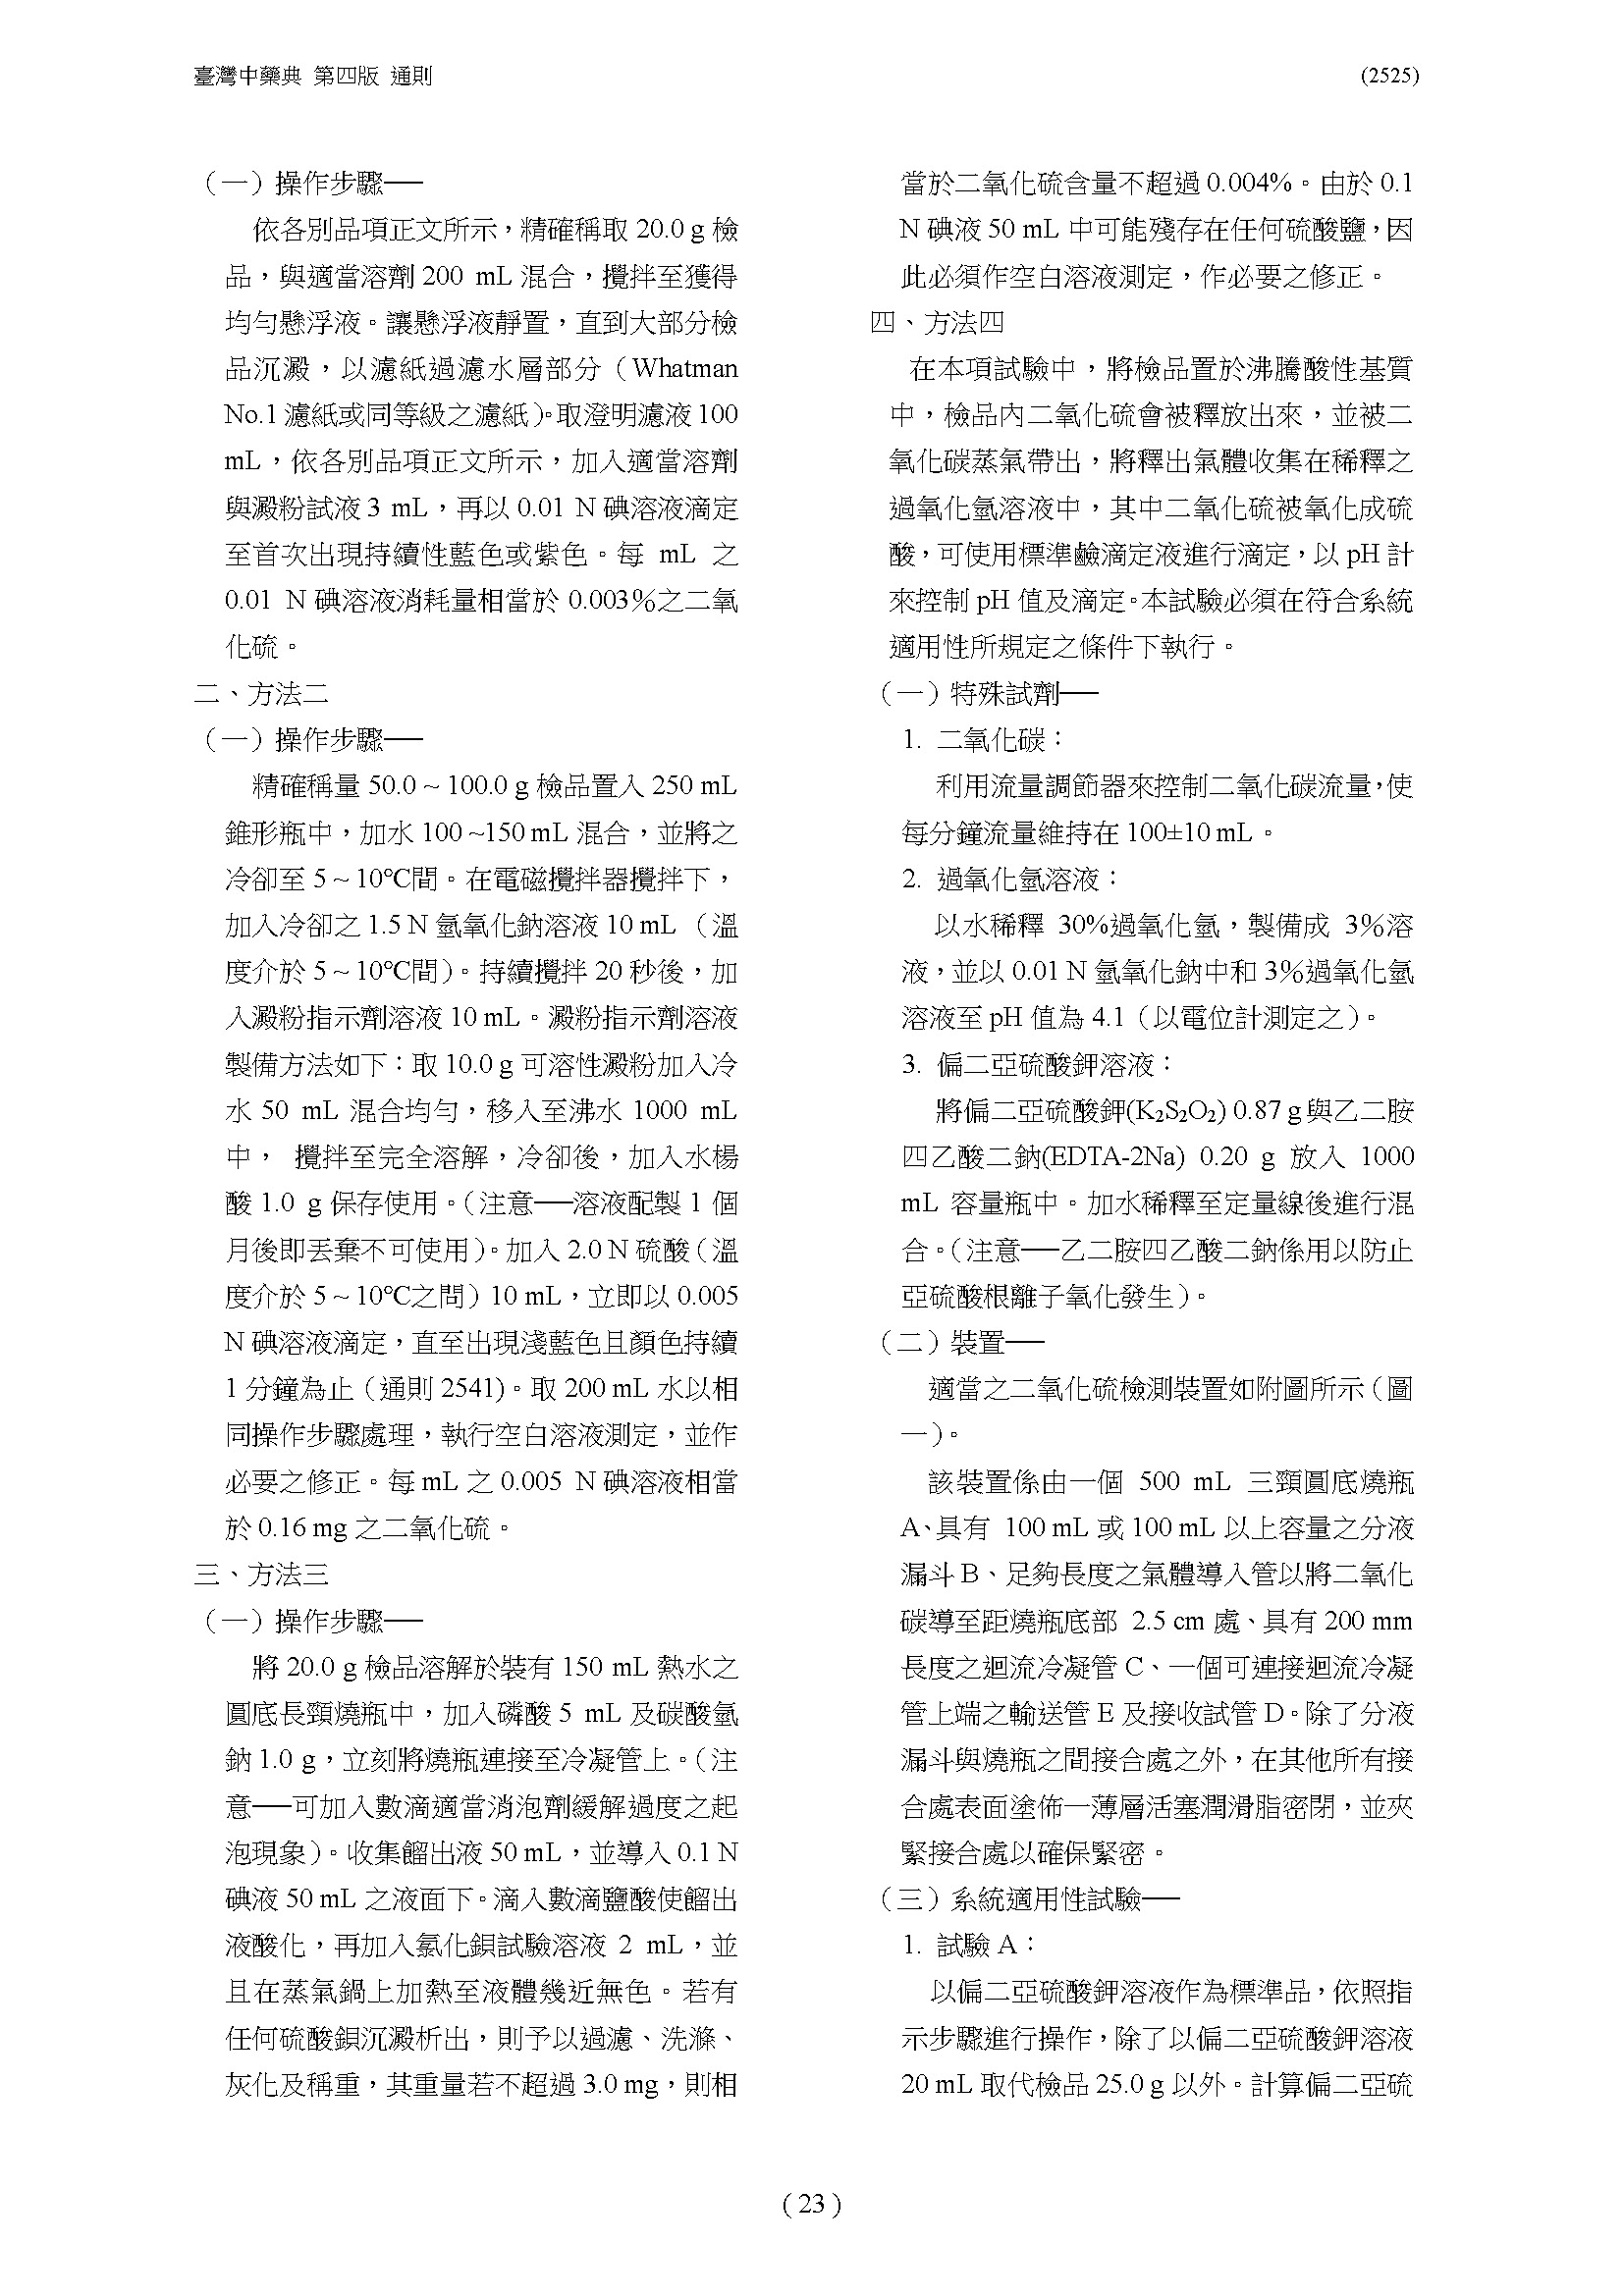 臺灣中藥典 第四版 通則
(2525)
（一）操作步驟──
依各別品項正文所示，精確稱取 20.0 g 檢
品，與適當溶劑 200 mL 混合，攪拌至獲得
均勻懸浮液。讓懸浮液靜置，直到大部分檢
品沉澱，以濾紙過濾水層部分（Whatman
No.1 濾紙或同等級之濾紙）。取澄明濾液 100
mL，依各別品項正文所示，加入適當溶劑
與澱粉試液 3 mL，再以 0.01 N 碘溶液滴定
至首次出現持續性藍色或紫色。每 mL 之
0.01 N 碘溶液消耗量相當於 0.003％之二氧
化硫。
二、方法二
（一）操作步驟──
精確稱量 50.0 ~ 100.0 g 檢品置入 250 mL
錐形瓶中，加水 100 ~150 mL 混合，並將之
冷卻至 5 ~ 10℃間。在電磁攪拌器攪拌下，
加入冷卻之 1.5 N 氫氧化鈉溶液 10 mL（溫
度介於 5 ~ 10℃間）。持續攪拌 20 秒後，加
入澱粉指示劑溶液 10 mL。澱粉指示劑溶液
製備方法如下：取 10.0 g 可溶性澱粉加入冷
水 50 mL 混合均勻，移入至沸水 1000 mL
中， 攪拌至完全溶解，冷卻後，加入水楊
酸 1.0 g 保存使用。（注意──溶液配製 1 個
月後即丟棄不可使用）。加入 2.0 N 硫酸（溫
度介於 5 ~ 10℃之間）10 mL，立即以 0.005
N 碘溶液滴定，直至出現淺藍色且顏色持續
1 分鐘為止（通則 2541)。取 200 mL 水以相
同操作步驟處理，執行空白溶液測定，並作
必要之修正。每 mL 之 0.005 N 碘溶液相當
於 0.16 mg 之二氧化硫。
三、方法三
（一）操作步驟──
將 20.0 g 檢品溶解於裝有 150 mL 熱水之
圓底長頸燒瓶中，加入磷酸 5 mL 及碳酸氫
鈉 1.0 g，立刻將燒瓶連接至冷凝管上。（注
意──可加入數滴適當消泡劑緩解過度之起
泡現象）。收集餾出液 50 mL，並導入 0.1 N
碘液 50 mL 之液面下。滴入數滴鹽酸使餾出
液酸化，再加入氯化鋇試驗溶液 2 mL，並
且在蒸氣鍋上加熱至液體幾近無色。若有
任何硫酸鋇沉澱析出，則予以過濾、洗滌、
灰化及稱重，其重量若不超過 3.0 mg，則相
當於二氧化硫含量不超過 0.004%。由於 0.1
N 碘液 50 mL 中可能殘存在任何硫酸鹽，因
此必須作空白溶液測定，作必要之修正。
四、方法四
在本項試驗中，將檢品置於沸騰酸性基質
中，檢品內二氧化硫會被釋放出來，並被二
氧化碳蒸氣帶出，將釋出氣體收集在稀釋之
過氧化氫溶液中，其中二氧化硫被氧化成硫
酸，可使用標準鹼滴定液進行滴定，以 pH 計
來控制 pH 值及滴定。本試驗必須在符合系統
適用性所規定之條件下執行。
（一）特殊試劑──
1. 二氧化碳：
利用流量調節器來控制二氧化碳流量，使
每分鐘流量維持在 100±10 mL。
2. 過氧化氫溶液：
以水稀釋 30%過氧化氫，製備成 3％溶
液，並以 0.01 N 氫氧化鈉中和 3％過氧化氫
溶液至 pH 值為 4.1（以電位計測定之）。
3. 偏二亞硫酸鉀溶液：
將偏二亞硫酸鉀(K₂S₂O₂) 0.87 g 與乙二胺
四乙酸二鈉(EDTA-2Na) 0.20 g 放入 1000
mL 容量瓶中。加水稀釋至定量線後進行混
合。（注意──乙二胺四乙酸二鈉係用以防止
亞硫酸根離子氧化發生）。
（二）裝置──
適當之二氧化硫檢測裝置如附圖所示（圖
一）。
該裝置係由一個 500 mL 三頸圓底燒瓶
A、具有 100 mL 或 100 mL 以上容量之分液
漏斗 B、足夠長度之氣體導入管以將二氧化
碳導至距燒瓶底部 2.5 cm 處、具有 200 mm
長度之迴流冷凝管 C、一個可連接迴流冷凝
管上端之輸送管 E 及接收試管 D。除了分液
漏斗與燒瓶之間接合處之外，在其他所有接
合處表面塗佈一薄層活塞潤滑脂密閉，並夾
緊接合處以確保緊密。
（三）系統適用性試驗──
1. 試驗 A：
以偏二亞硫酸鉀溶液作為標準品，依照指
示步驟進行操作，除了以偏二亞硫酸鉀溶液
20 mL 取代檢品 25.0 g 以外。計算偏二亞硫
( 23 )